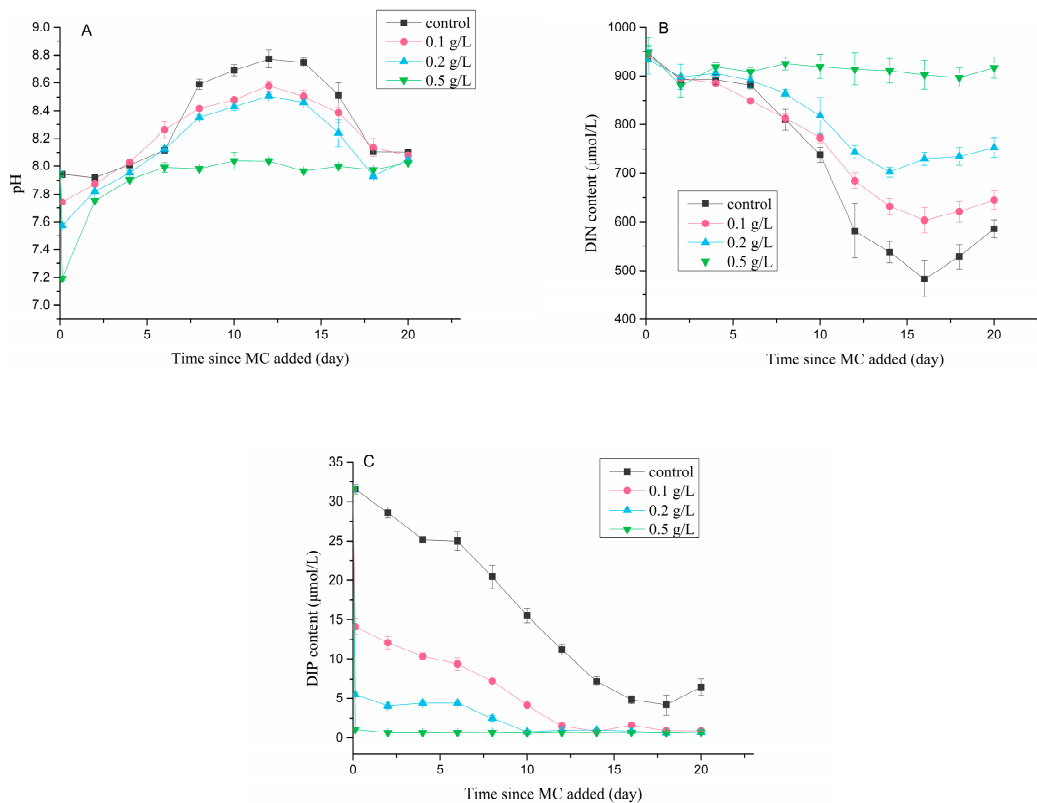 A
control
0.1 g/L
0.2 g/L
0.5 g/L
9.0
8.8
8.6
8.4
8.2
8.0
7.8
7.6
7.4
7.2
7.0
pH
0 5 10 15 20
Time since MC added (day)
B
control
0.1 g/L
0.2 g/L
0.5 g/L
1000
900
800
700
600
500
400
DIN content (μmol/L)
0 5 10 15 20
Time since MC added (day)
C
control
0.1 g/L
0.2 g/L
0.5 g/L
35
30
25
20
15
10
5
0
DIP content (μmol/L)
0 5 10 15 20
Time since MC added (day)